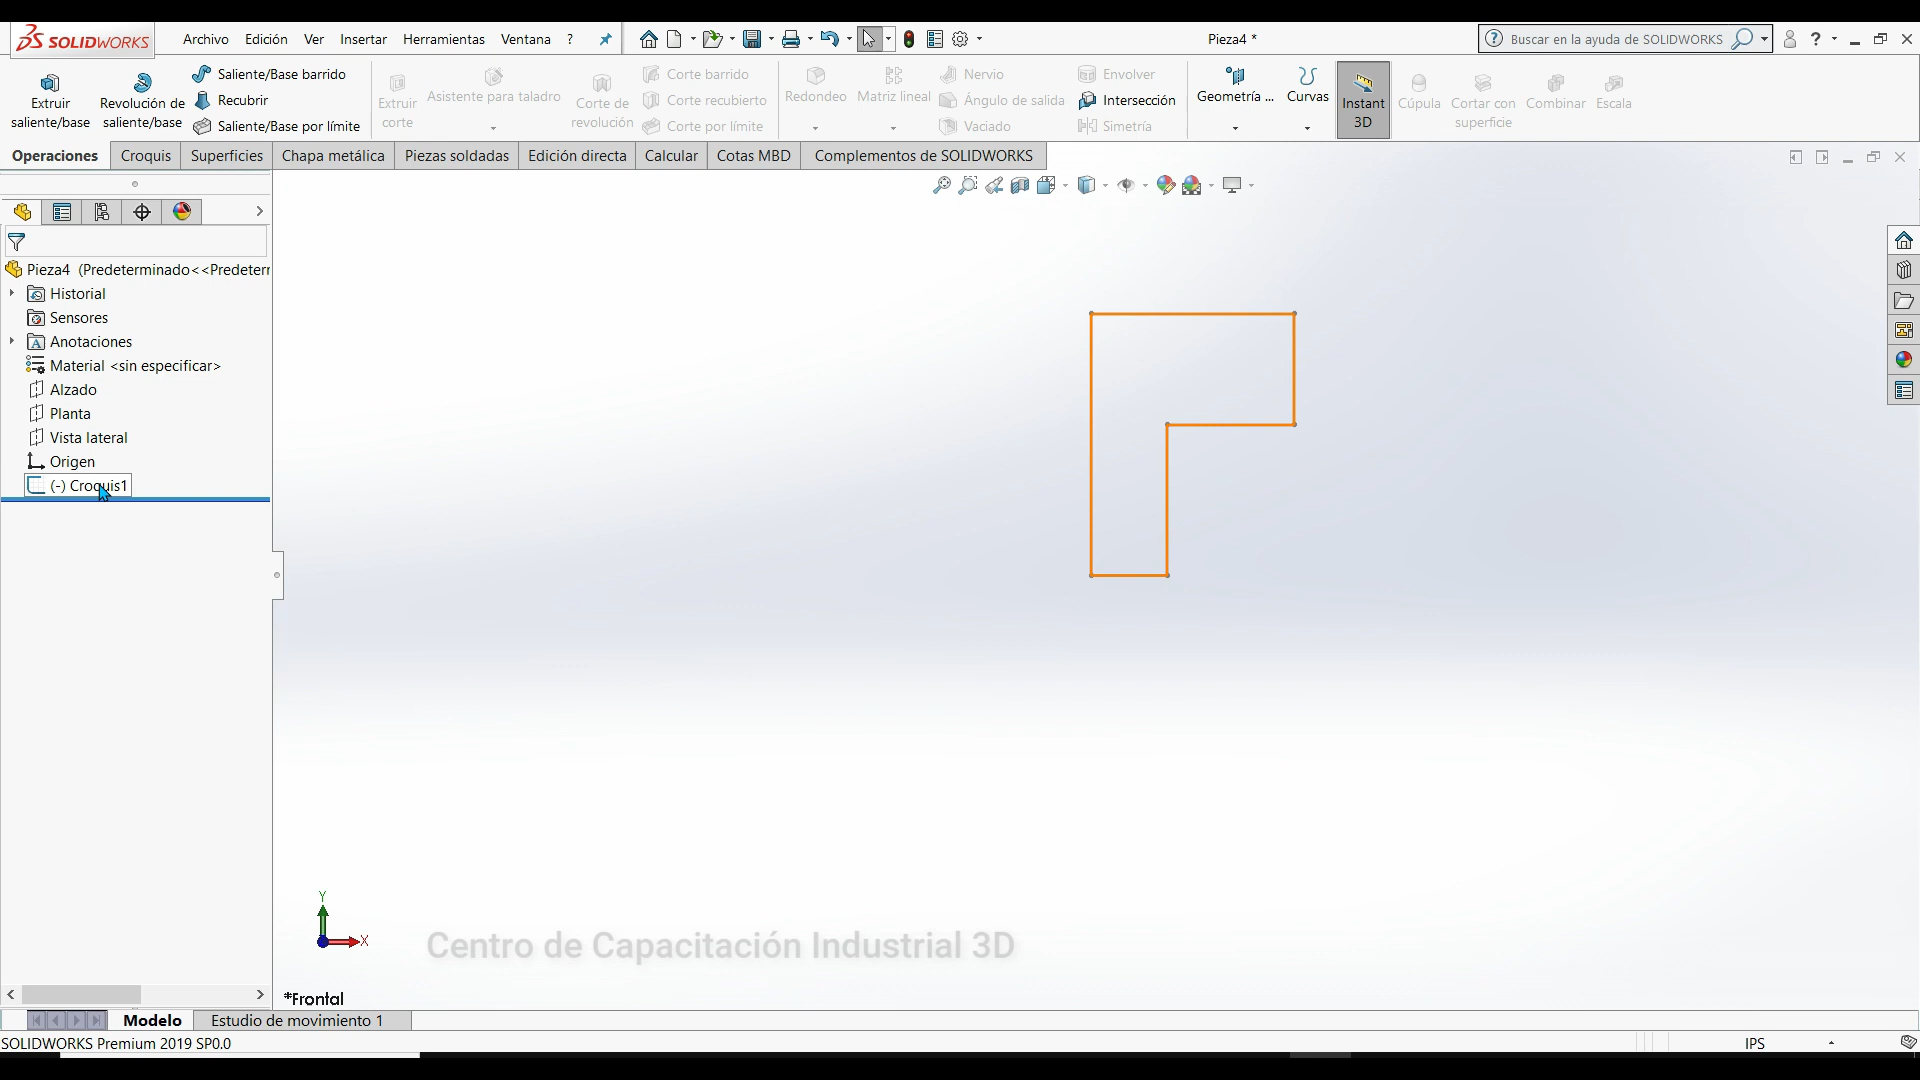 SOLIDWORKS Archivo Edición Ver Insertar Herramientas Ventana ? Pieza4 * Buscar en la ayuda de SOLIDWORKS ?
Extruir saliente/base
Revolución de saliente/base
Saliente/Base barrido
Recubrir
Saliente/Base por límite
Extruir corte
Asistente para taladro
Corte de revolución
Corte barrido
Corte recubierto
Corte por límite
Redondeo
Matriz lineal
Nervio
Ángulo de salida
Vaciado
Envolver
Intersección
Simetría
Geometría ...
Curvas
Instant 3D
Cúpula
Cortar con superficie
Combinar
Escala
Operaciones Croquis Superficies Chapa metálica Piezas soldadas Edición directa Calcular Cotas MBD Complementos de SOLIDWORKS
Pieza4 (Predeterminado<<Predeterr
Historial
Sensores
Anotaciones
Material <sin especificar>
Alzado
Planta
Vista lateral
Origen
(-) Croquis1
Y
X
Centro de Capacitación Industrial 3D
*Frontal
Modelo Estudio de movimiento 1
SOLIDWORKS Premium 2019 SP0.0 IPS